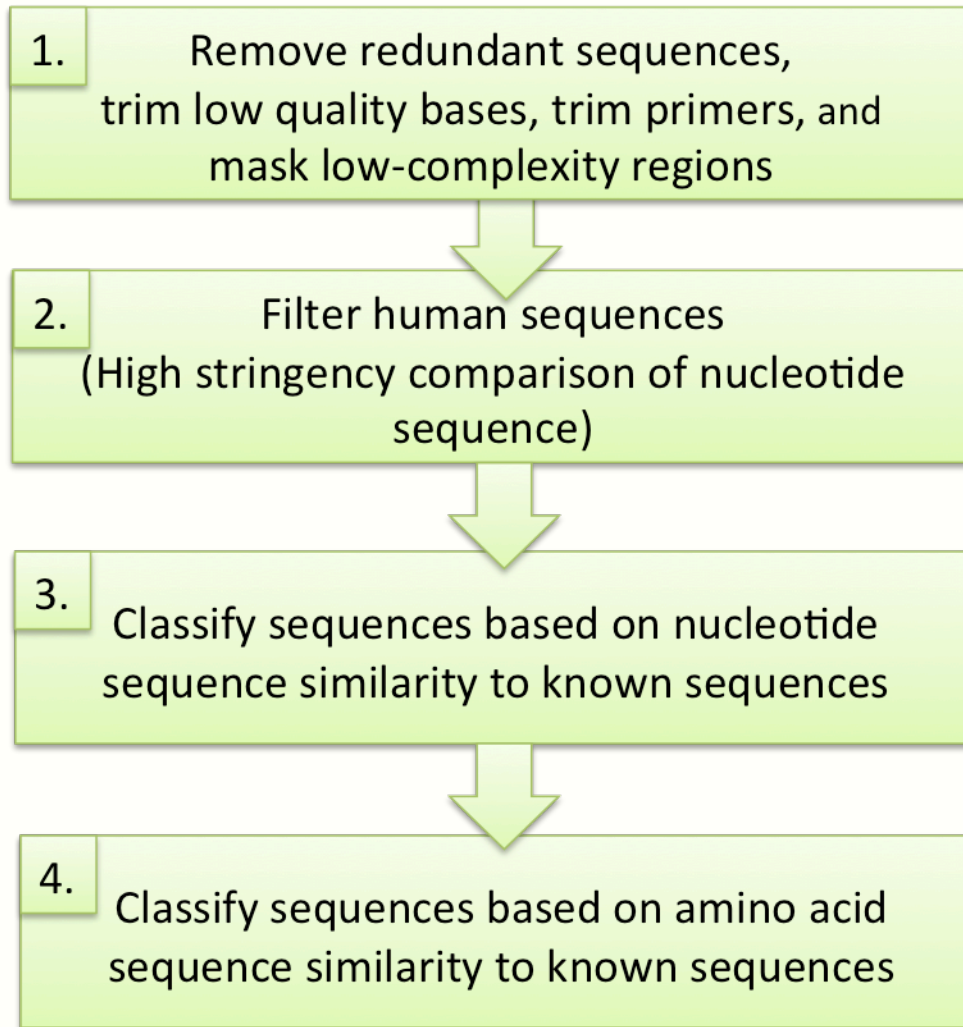 1.
Remove redundant sequences,
trim low quality bases, trim primers, and
mask low-complexity regions
2.
Filter human sequences
(High stringency comparison of nucleotide
sequence)
3.
Classify sequences based on nucleotide
sequence similarity to known sequences
4.
Classify sequences based on amino acid
sequence similarity to known sequences